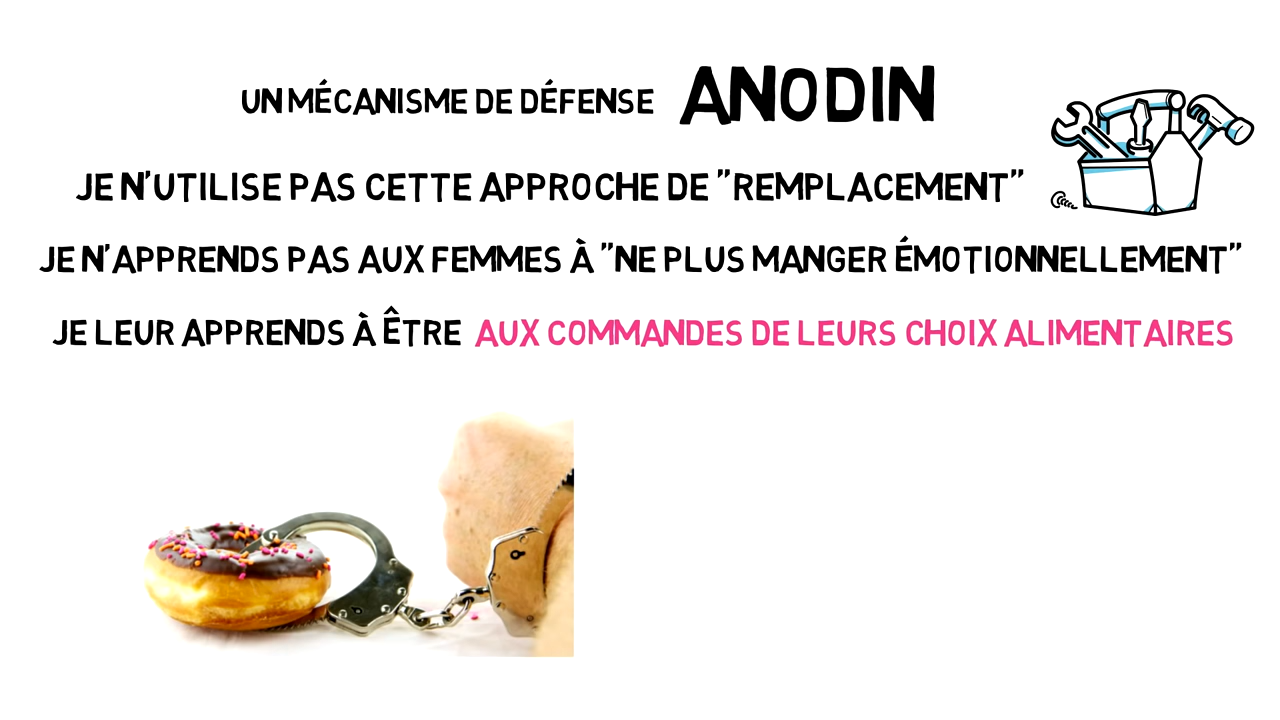 UN MÉCANISME DE DÉFENSE ANODIN
JE N'UTILISE PAS CETTE APPROCHE DE "REMPLACEMENT"
JE N'APPRENDS PAS AUX FEMMES À "NE PLUS MANGER ÉMOTIONNELLEMENT"
JE LEUR APPRENDS À ÊTRE AUX COMMANDES DE LEURS CHOIX ALIMENTAIRES